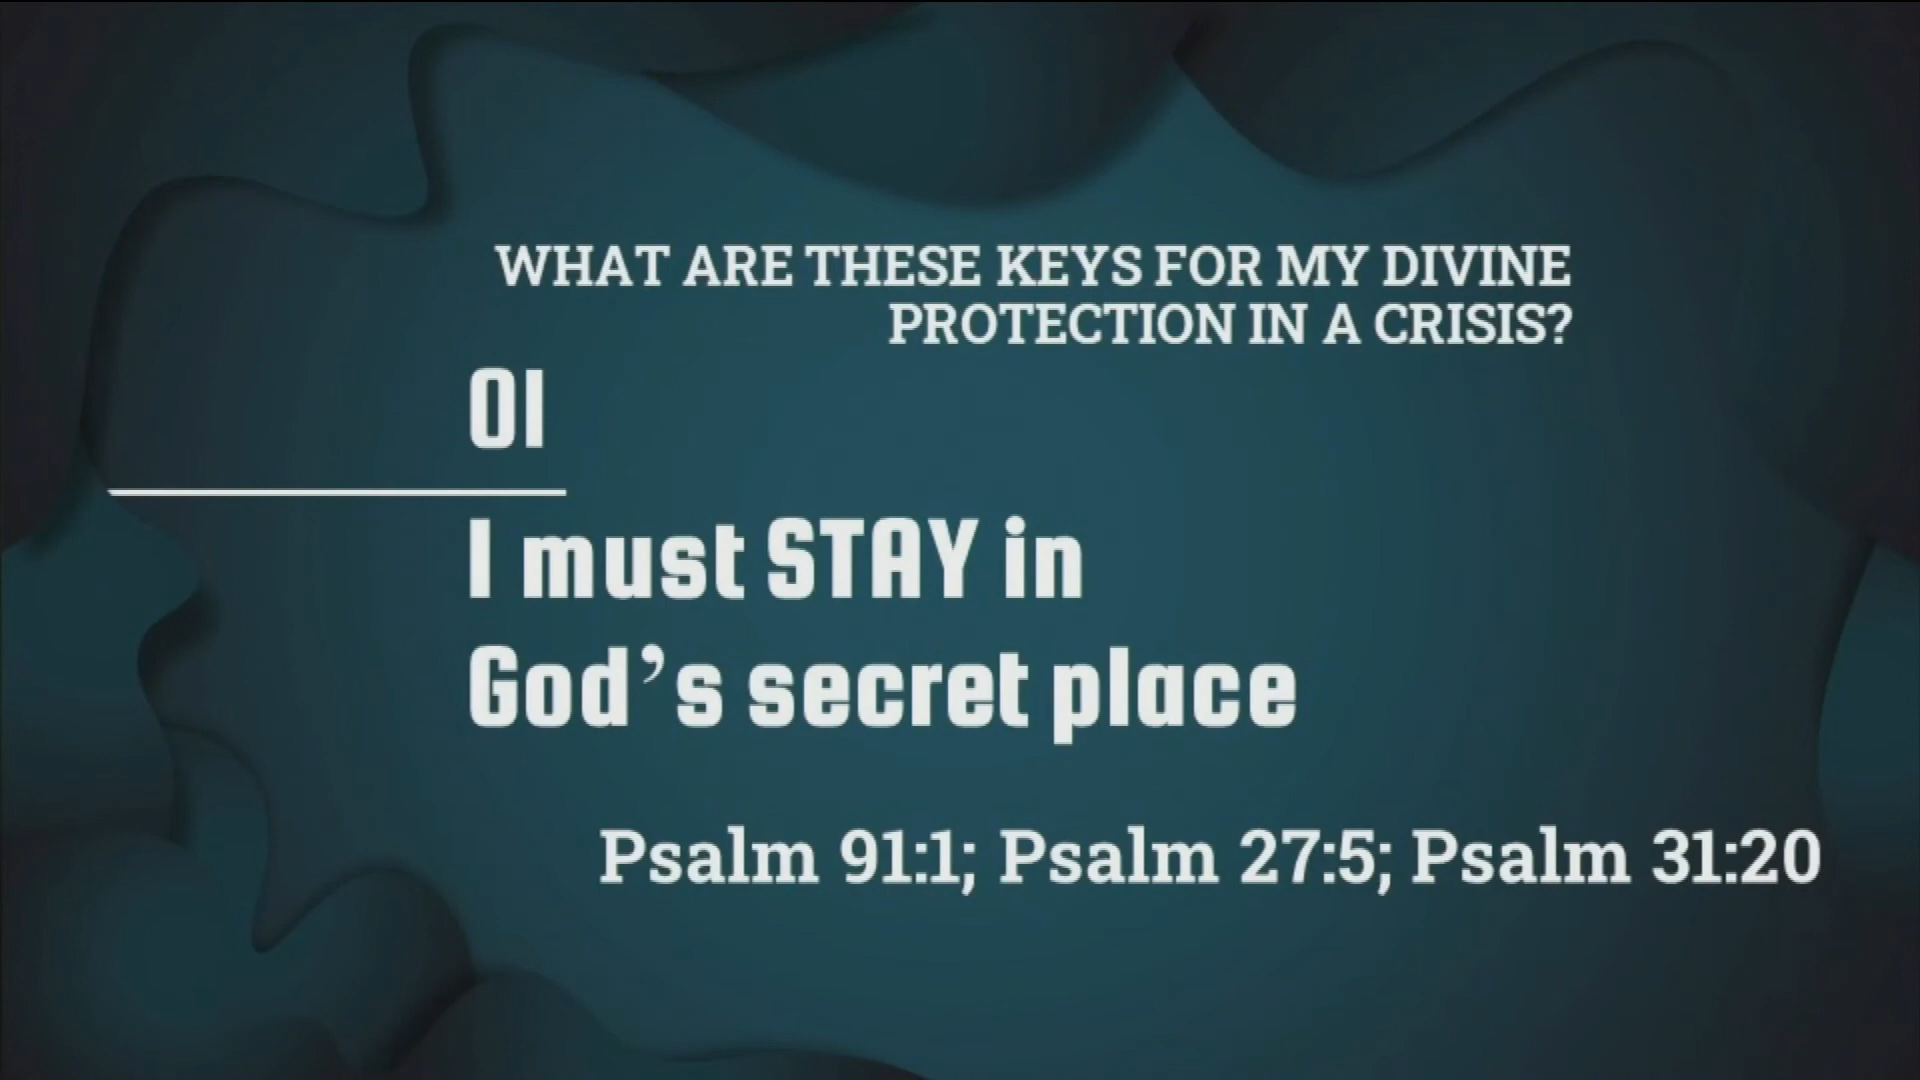 WHAT ARE THESE KEYS FOR MY DIVINE
PROTECTION IN A CRISIS?
01
I must STAY in
God’s secret place
Psalm 91:1; Psalm 27:5; Psalm 31:20